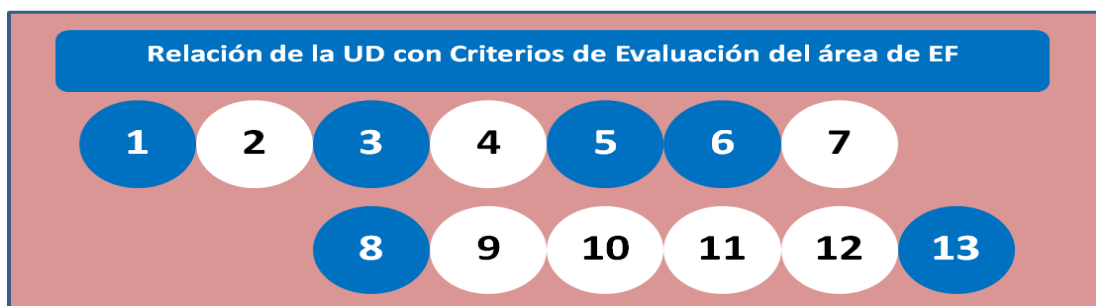 Relación de la UD con Criterios de Evaluación del área de EF
1 2 3 4 5 6 7
8 9 10 11 12 13